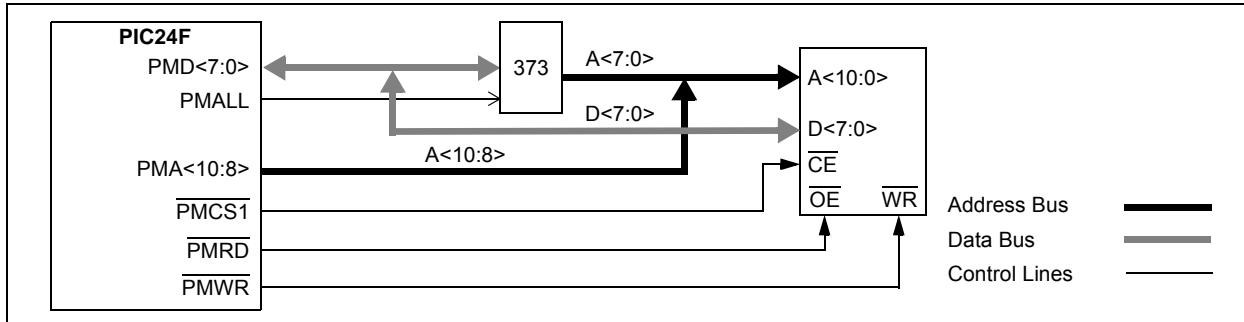 PIC24F
PMD<7:0>
373
A<7:0>
A<10:0>
PMALL
D<7:0>
D<7:0>
A<10:8>
PMA<10:8>
CE
PMCS1
OE WR
Address Bus
PMRD
Data Bus
PMWR
Control Lines